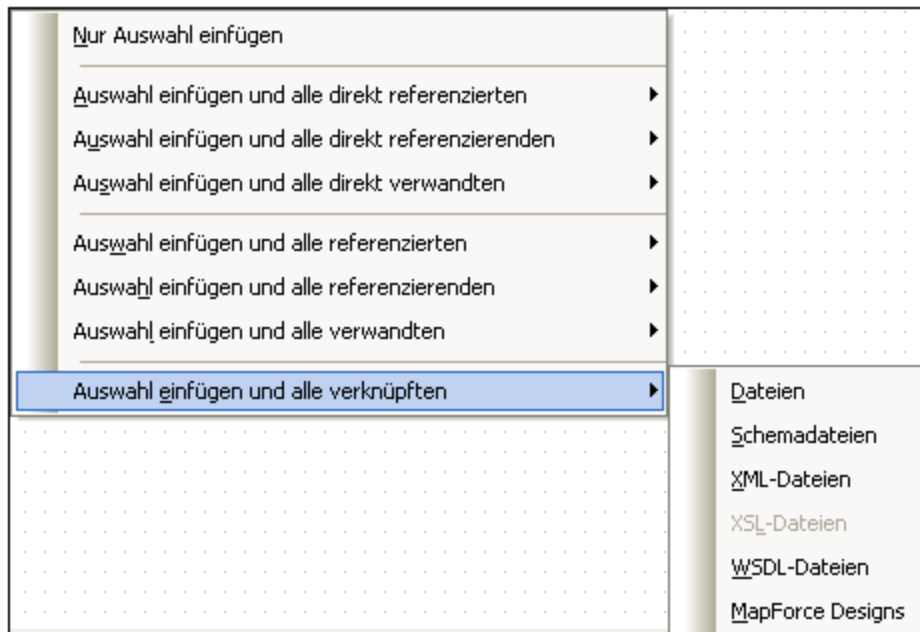 Nur Auswahl einfügen
Auswahl einfügen und alle direkt referenzierten
Auswahl einfügen und alle direkt referenzierenden
Auswahl einfügen und alle direkt verwandten
Auswahl einfügen und alle referenzierten
Auswahl einfügen und alle referenzierenden
Auswahl einfügen und alle verwandten
Auswahl einfügen und alle verknüpften
Dateien
Schemadateien
XML-Dateien
XSL-Dateien
WSDL-Dateien
MapForce Designs